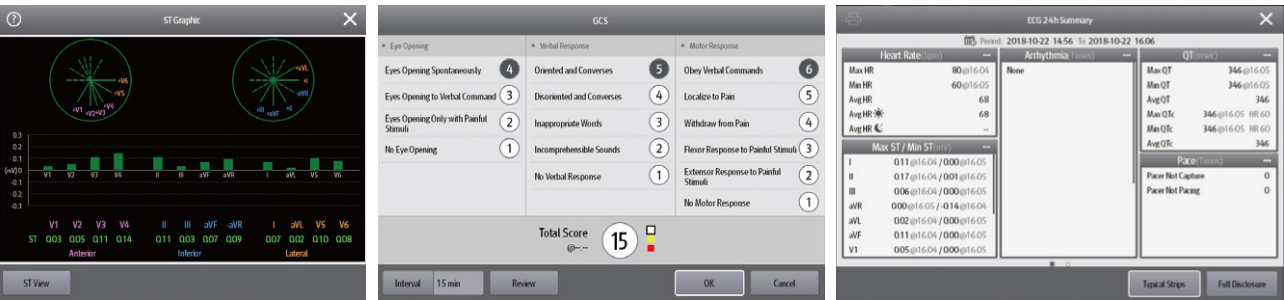 ST Graphic
+V6
+V5
+V4
+V3
+V2
+V1
+aVL
+I
-aVR
+II
+aVF
+III
0.3
0.2
0.1
(mV)0
-0.1
-0.2
-0.3
V1 V2 V3 V4 II III aVF -aVR I aVL V5 V6
V1 V2 V3 V4 II III aVF -aVR I aVL V5 V6
ST 0.03 0.05 0.11 0.14 0.11 0.03 0.07 0.09 0.07 0.02 0.10 0.08
Anterior Inferior Lateral
ST View
GCS
Eye Opening
Eyes Opening Spontaneously 4
Eyes Opening to Verbal Command 3
Eyes Opening Only with Painful
Stimuli 2
No Eye Opening 1
Verbal Response
Oriented and Converses 5
Disoriented and Converses 4
Inappropriate Words 3
Incomprehensible Sounds 2
No Verbal Response 1
Motor Response
Obey Verbal Commands 6
Localize to Pain 5
Withdraw from Pain 4
Flexor Response to Painful Stimuli 3
Extensor Response to Painful
Stimuli 2
No Motor Response 1
Total Score 15
@--:--
Interval 15 min Review OK Cancel
ECG 24h Summary
Period: 2018-10-22 14:56 To 2018-10-22 16:06
Heart Rate(bpm)
Max HR 80@16:04
Min HR 60@16:05
Avg HR 68
Avg HR 68
Avg HR --
Max ST / Min ST(mV)
I 0.11@16:04 / 0.00@16:05
II 0.17@16:04 / 0.01@16:05
III 0.06@16:04 / 0.00@16:05
aVR 0.00@16:05 / -0.14@16:04
aVL 0.02@16:04 / 0.00@16:05
aVF 0.11@16:04 / 0.00@16:05
V1 0.05@16:04 / 0.00@16:05
Arrhythmia(Times)
None
QT(msec)
Max QT 346@16:05
Min QT 346@16:05
Avg QT 346
Max QTc 346@16:05 HR 60
Min QTc 346@16:05 HR 60
Avg QTc 346
Pace(Times)
Pacer Not Capture 0
Pacer Not Pacing 0
Typical Strips Full Disclosure